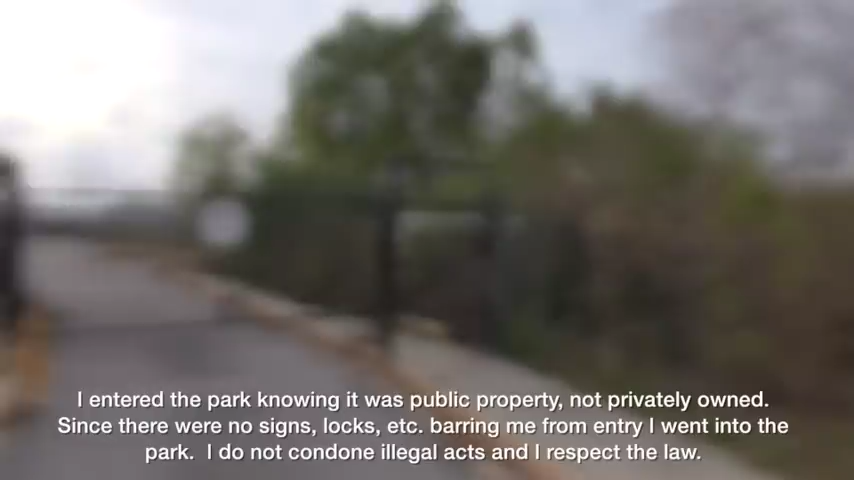 I entered the park knowing it was public property, not privately owned.
Since there were no signs, locks, etc. barring me from entry I went into the
park.  I do not condone illegal acts and I respect the law.